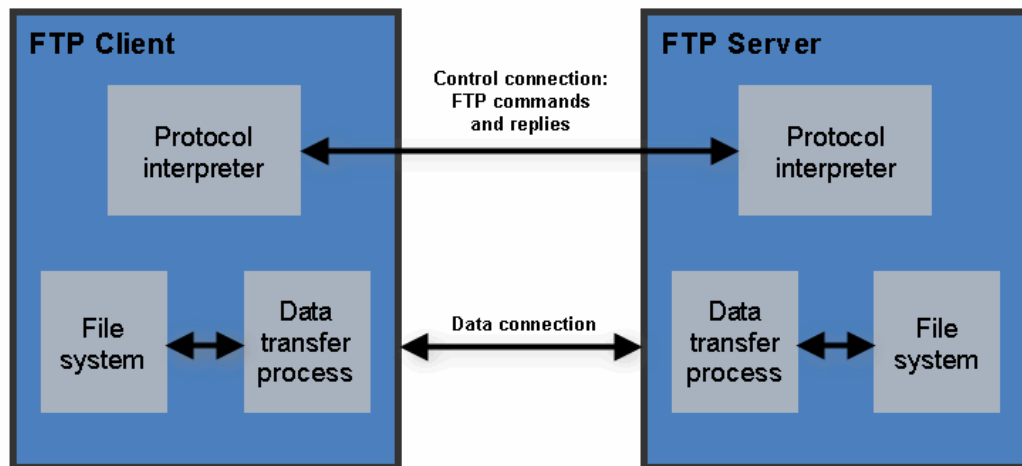 FTP Client
FTP Server
Control connection:
FTP commands
and replies
Protocol
interpreter
Protocol
interpreter
File
system
Data
transfer
process
Data connection
Data
transfer
process
File
system